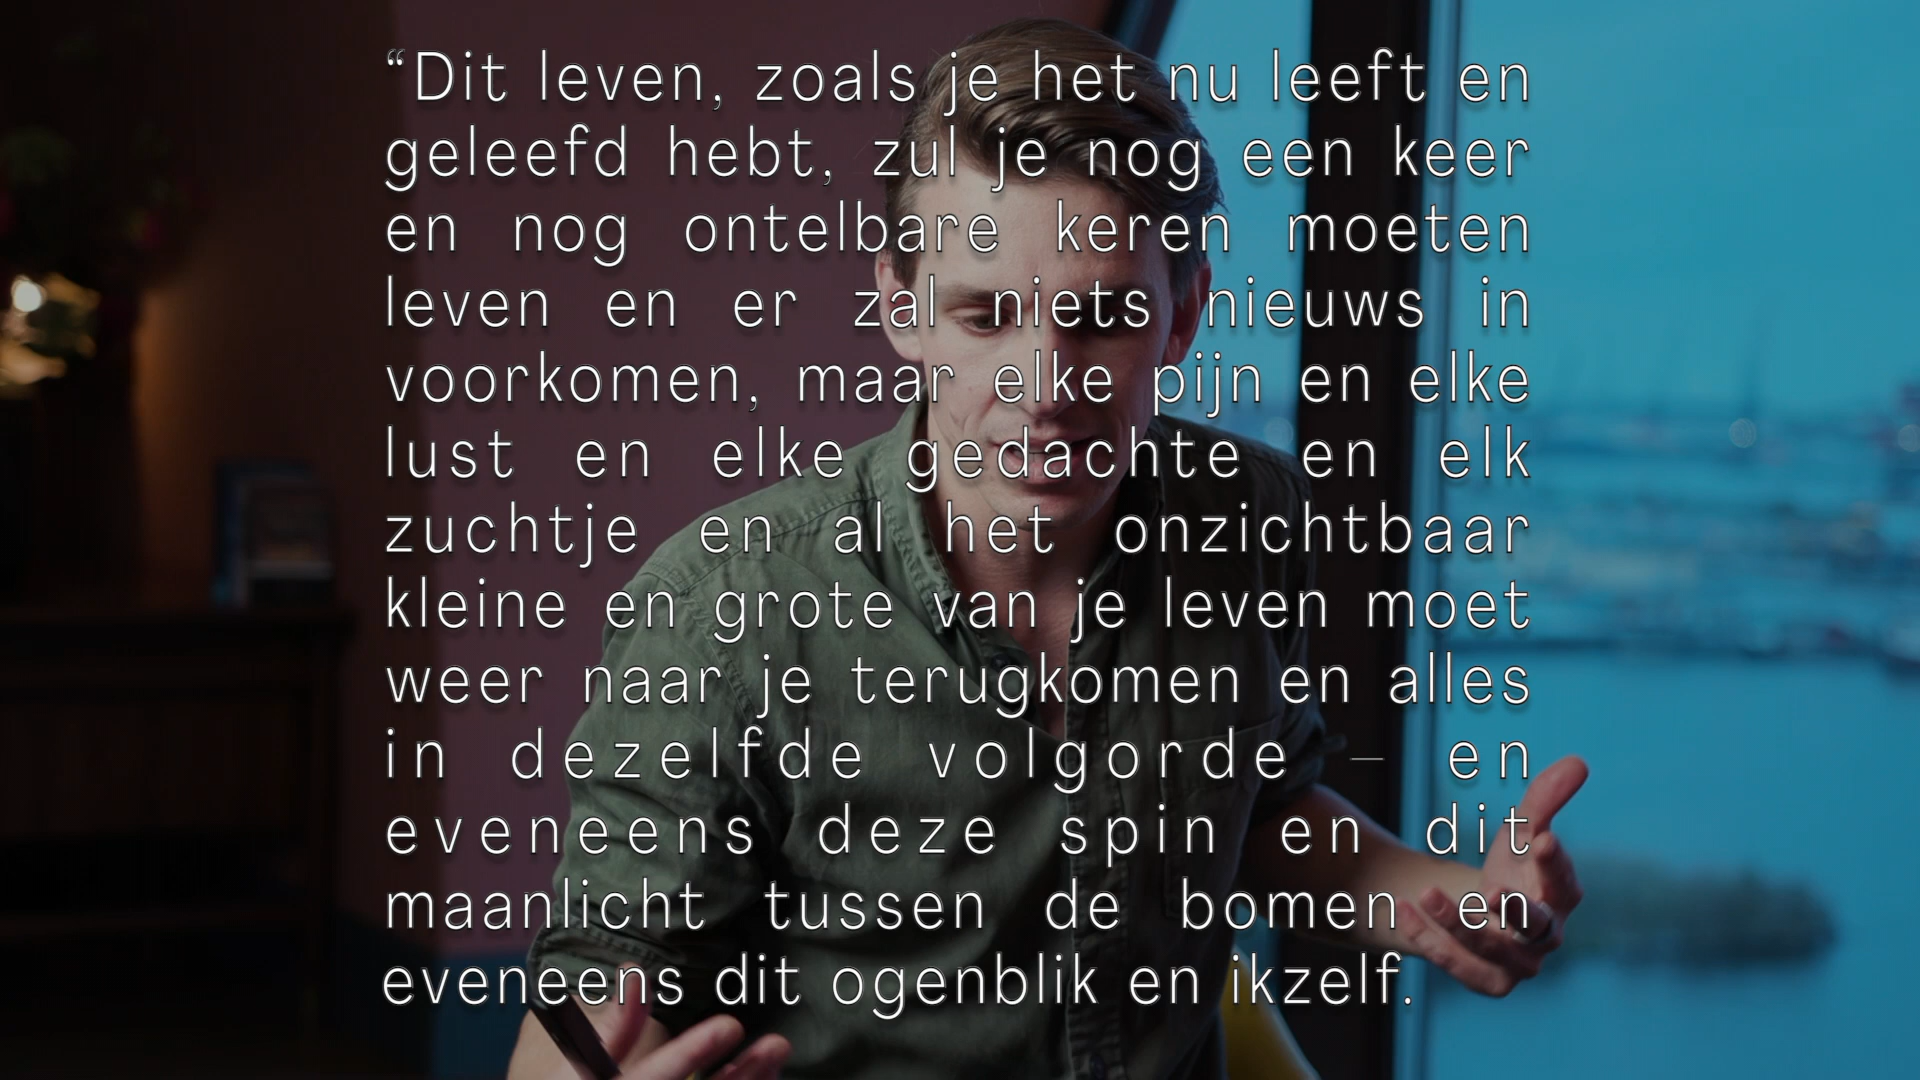 “Dit leven, zoals je het nu leeft en
geleefd hebt, zul je nog een keer
en nog ontelbare keren moeten
leven en er zal niets nieuws in
voorkomen, maar elke pijn en elke
lust en elke gedachte en elk
zuchtje en al het onzichtbaar
kleine en grote van je leven moet
weer naar je terugkomen en alles
in dezelfde volgorde – en
eveneens deze spin en dit
maanlicht tussen de bomen en
eveneens dit ogenblik en ikzelf.